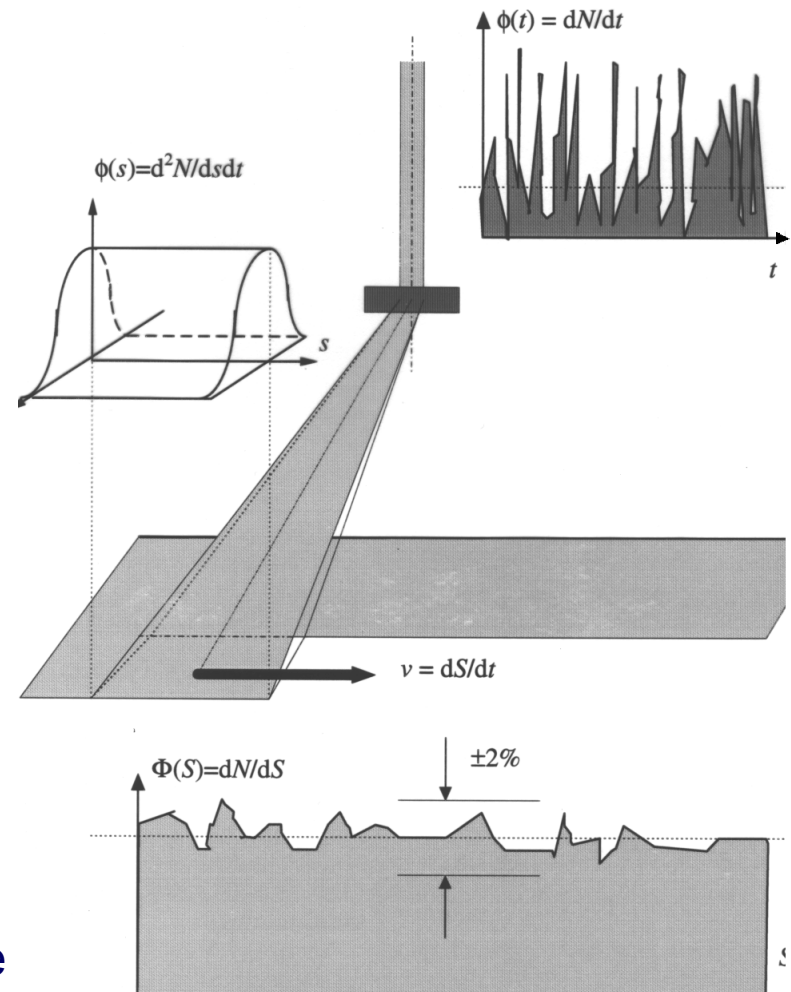 ϕ(t) = dN/dt
ϕ(s)=d²N/dsdt
t
s
v = dS/dt
±2%
Φ(S)=dN/dS
e
S